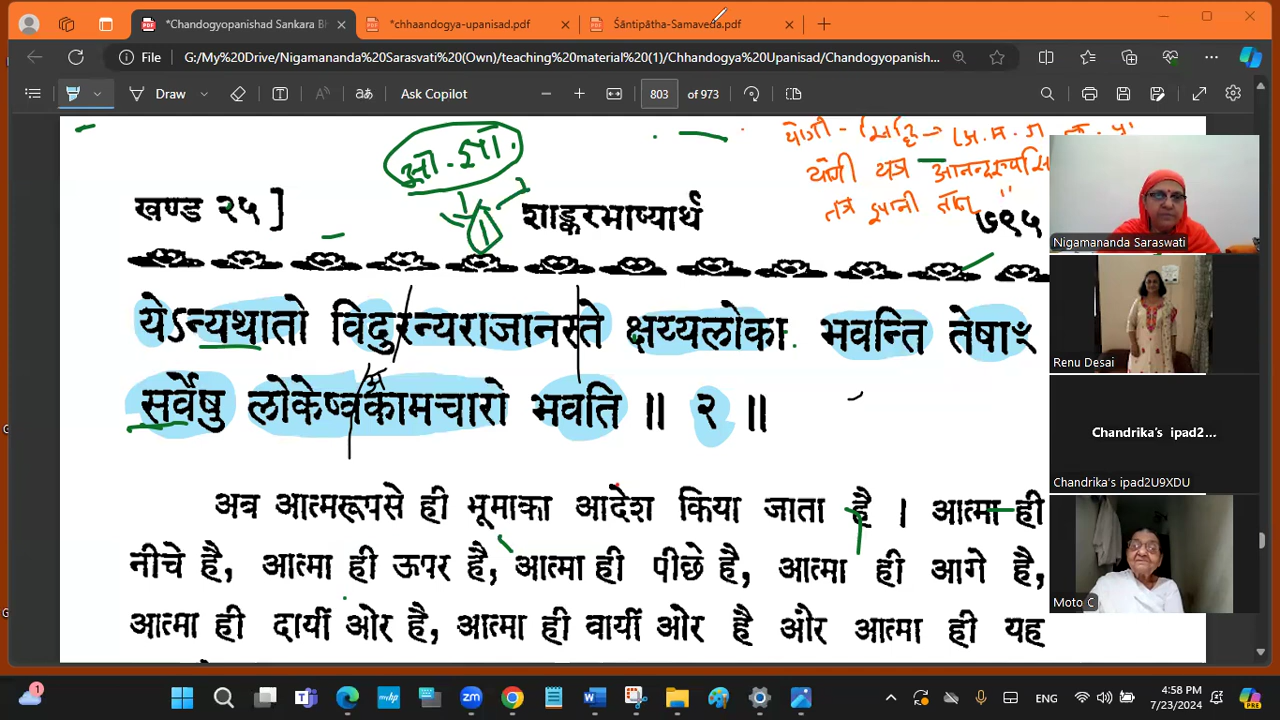 *Chandogyopanishad Sankara Bh
*chhaandogya-upanisad.pdf
Śāntipātha-Samaveda.pdf
File G:/My%20Drive/Nigamananda%20Sarasvati%20(Own)/teaching%20material%20(1)/Chhandogya%20Upanisad/Chandogyopanish...
Draw Ask Copilot 803 of 973
खण्ड २५ ] शाङ्करभाष्यार्थ ७९५
येऽन्यथातो विदुरन्यराजानस्ते क्षय्यलोका भवन्ति तेषाꣳ
सर्वेषु लोकेष्वकामचारो भवति ॥ २ ॥
अत्र आत्मरूपसे ही भूमाका आदेश किया जाता है । आत्मा ही
नीचे है, आत्मा ही ऊपर है, आत्मा ही पीछे है, आत्मा ही आगे है,
आत्मा ही दायीं ओर है, आत्मा ही वायीं ओर है और आत्मा ही यह
Nigamananda Saraswati
Renu Desai
Chandrika's ipad2...
Chandrika's ipad2U9XDU
Moto C
1
ENG
4:58 PM
7/23/2024